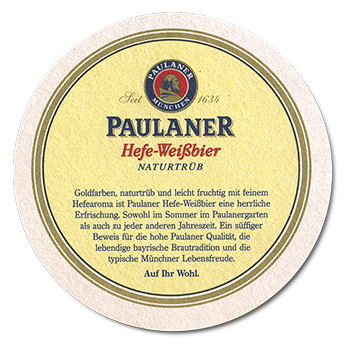 PAULANER
MÜNCHEN
Seit 1634
PAULANER
Hefe-Weißbier
NATURTRÜB
Goldfarben, naturtrüb und leicht fruchtig mit feinem
Hefearoma ist Paulaner Hefe-Weißbier eine herrliche
Erfrischung. Sowohl im Sommer im Paulanergarten
als auch zu jeder anderen Jahreszeit. Ein süffiger
Beweis für die hohe Paulaner Qualität, die
lebendige bayrische Brautradition und die
typische Münchner Lebensfreude.
Auf Ihr Wohl.